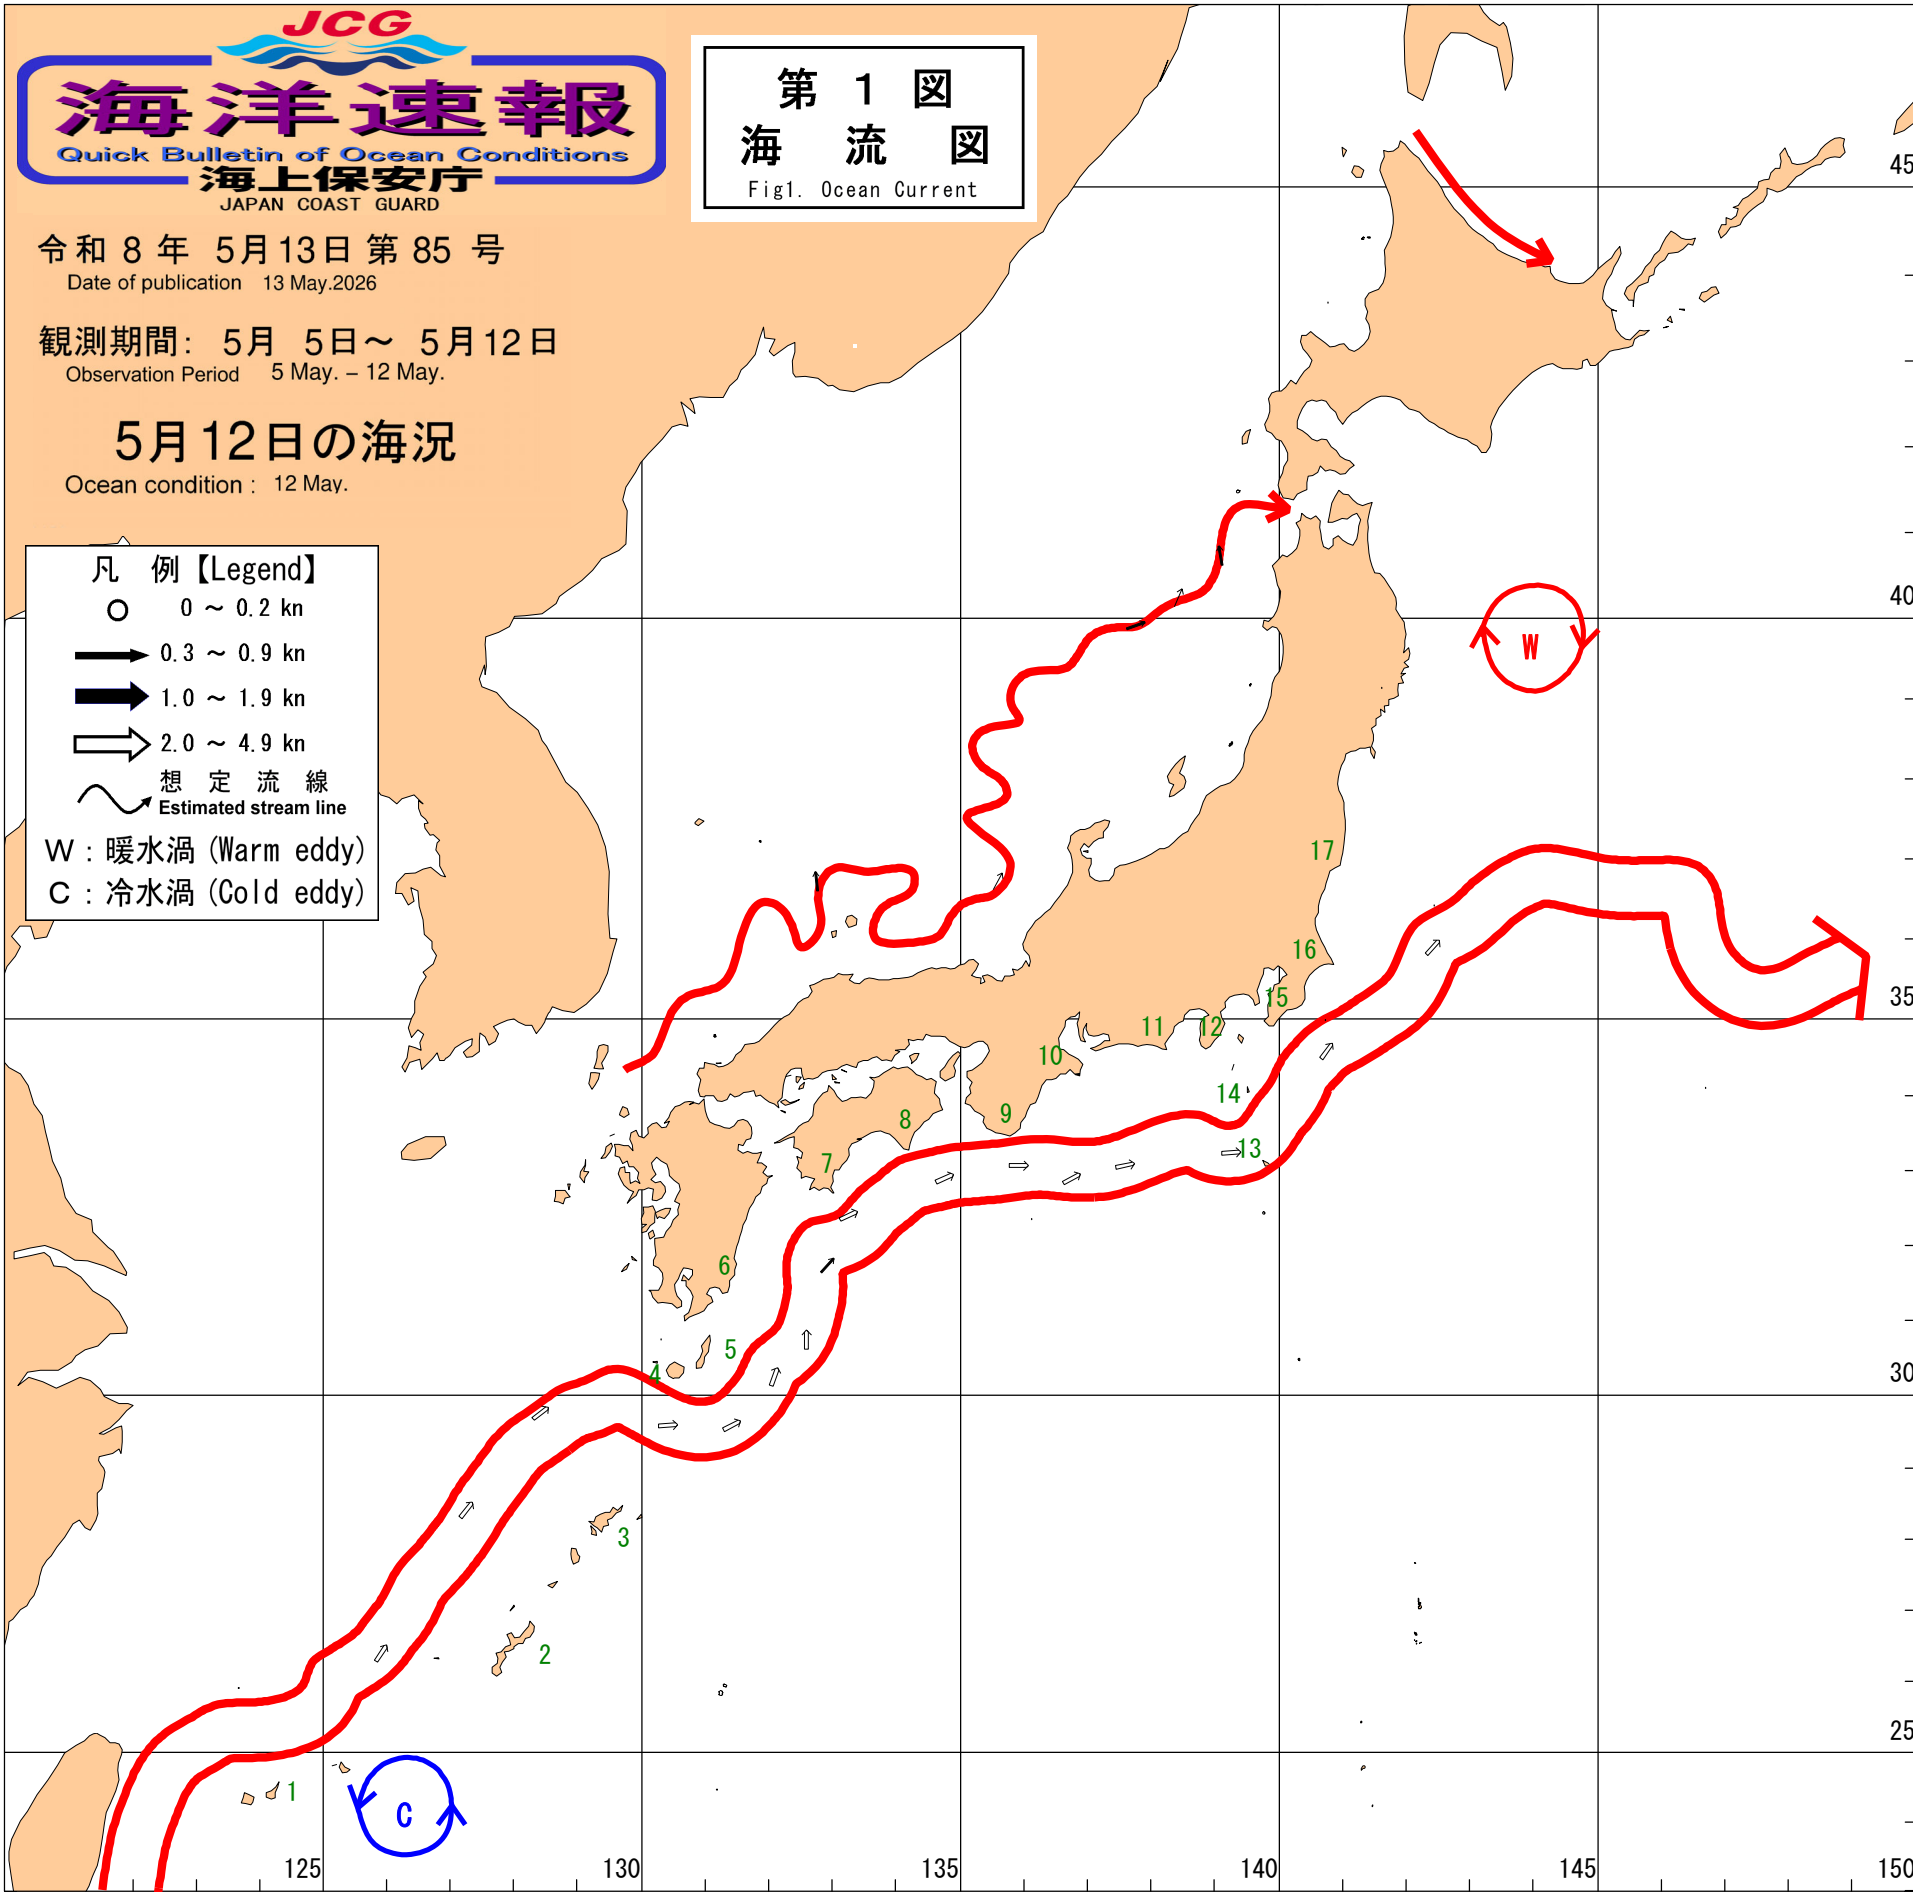 JCG
海洋速報
Quick Bulletin of Ocean Conditions
海上保安庁
JAPAN COAST GUARD
第 1 図
海 流 図
Fig1. Ocean Current
令和 8 年 5月13日 第 85 号
Date of publication 13 May.2026
観測期間: 5月 5日～ 5月12日
Observation Period 5 May. – 12 May.
5月12日の海況
Ocean condition : 12 May.
凡 例【Legend】
0 ～ 0.2 kn
0.3 ～ 0.9 kn
1.0 ～ 1.9 kn
2.0 ～ 4.9 kn
想 定 流 線
Estimated stream line
W : 暖水渦 (Warm eddy)
C : 冷水渦 (Cold eddy)
45
40
W
17
16
35
15
12
11
10
14
9
8
13
7
6
5
4
30
3
2
25
1
C
125
130
135
140
145
150